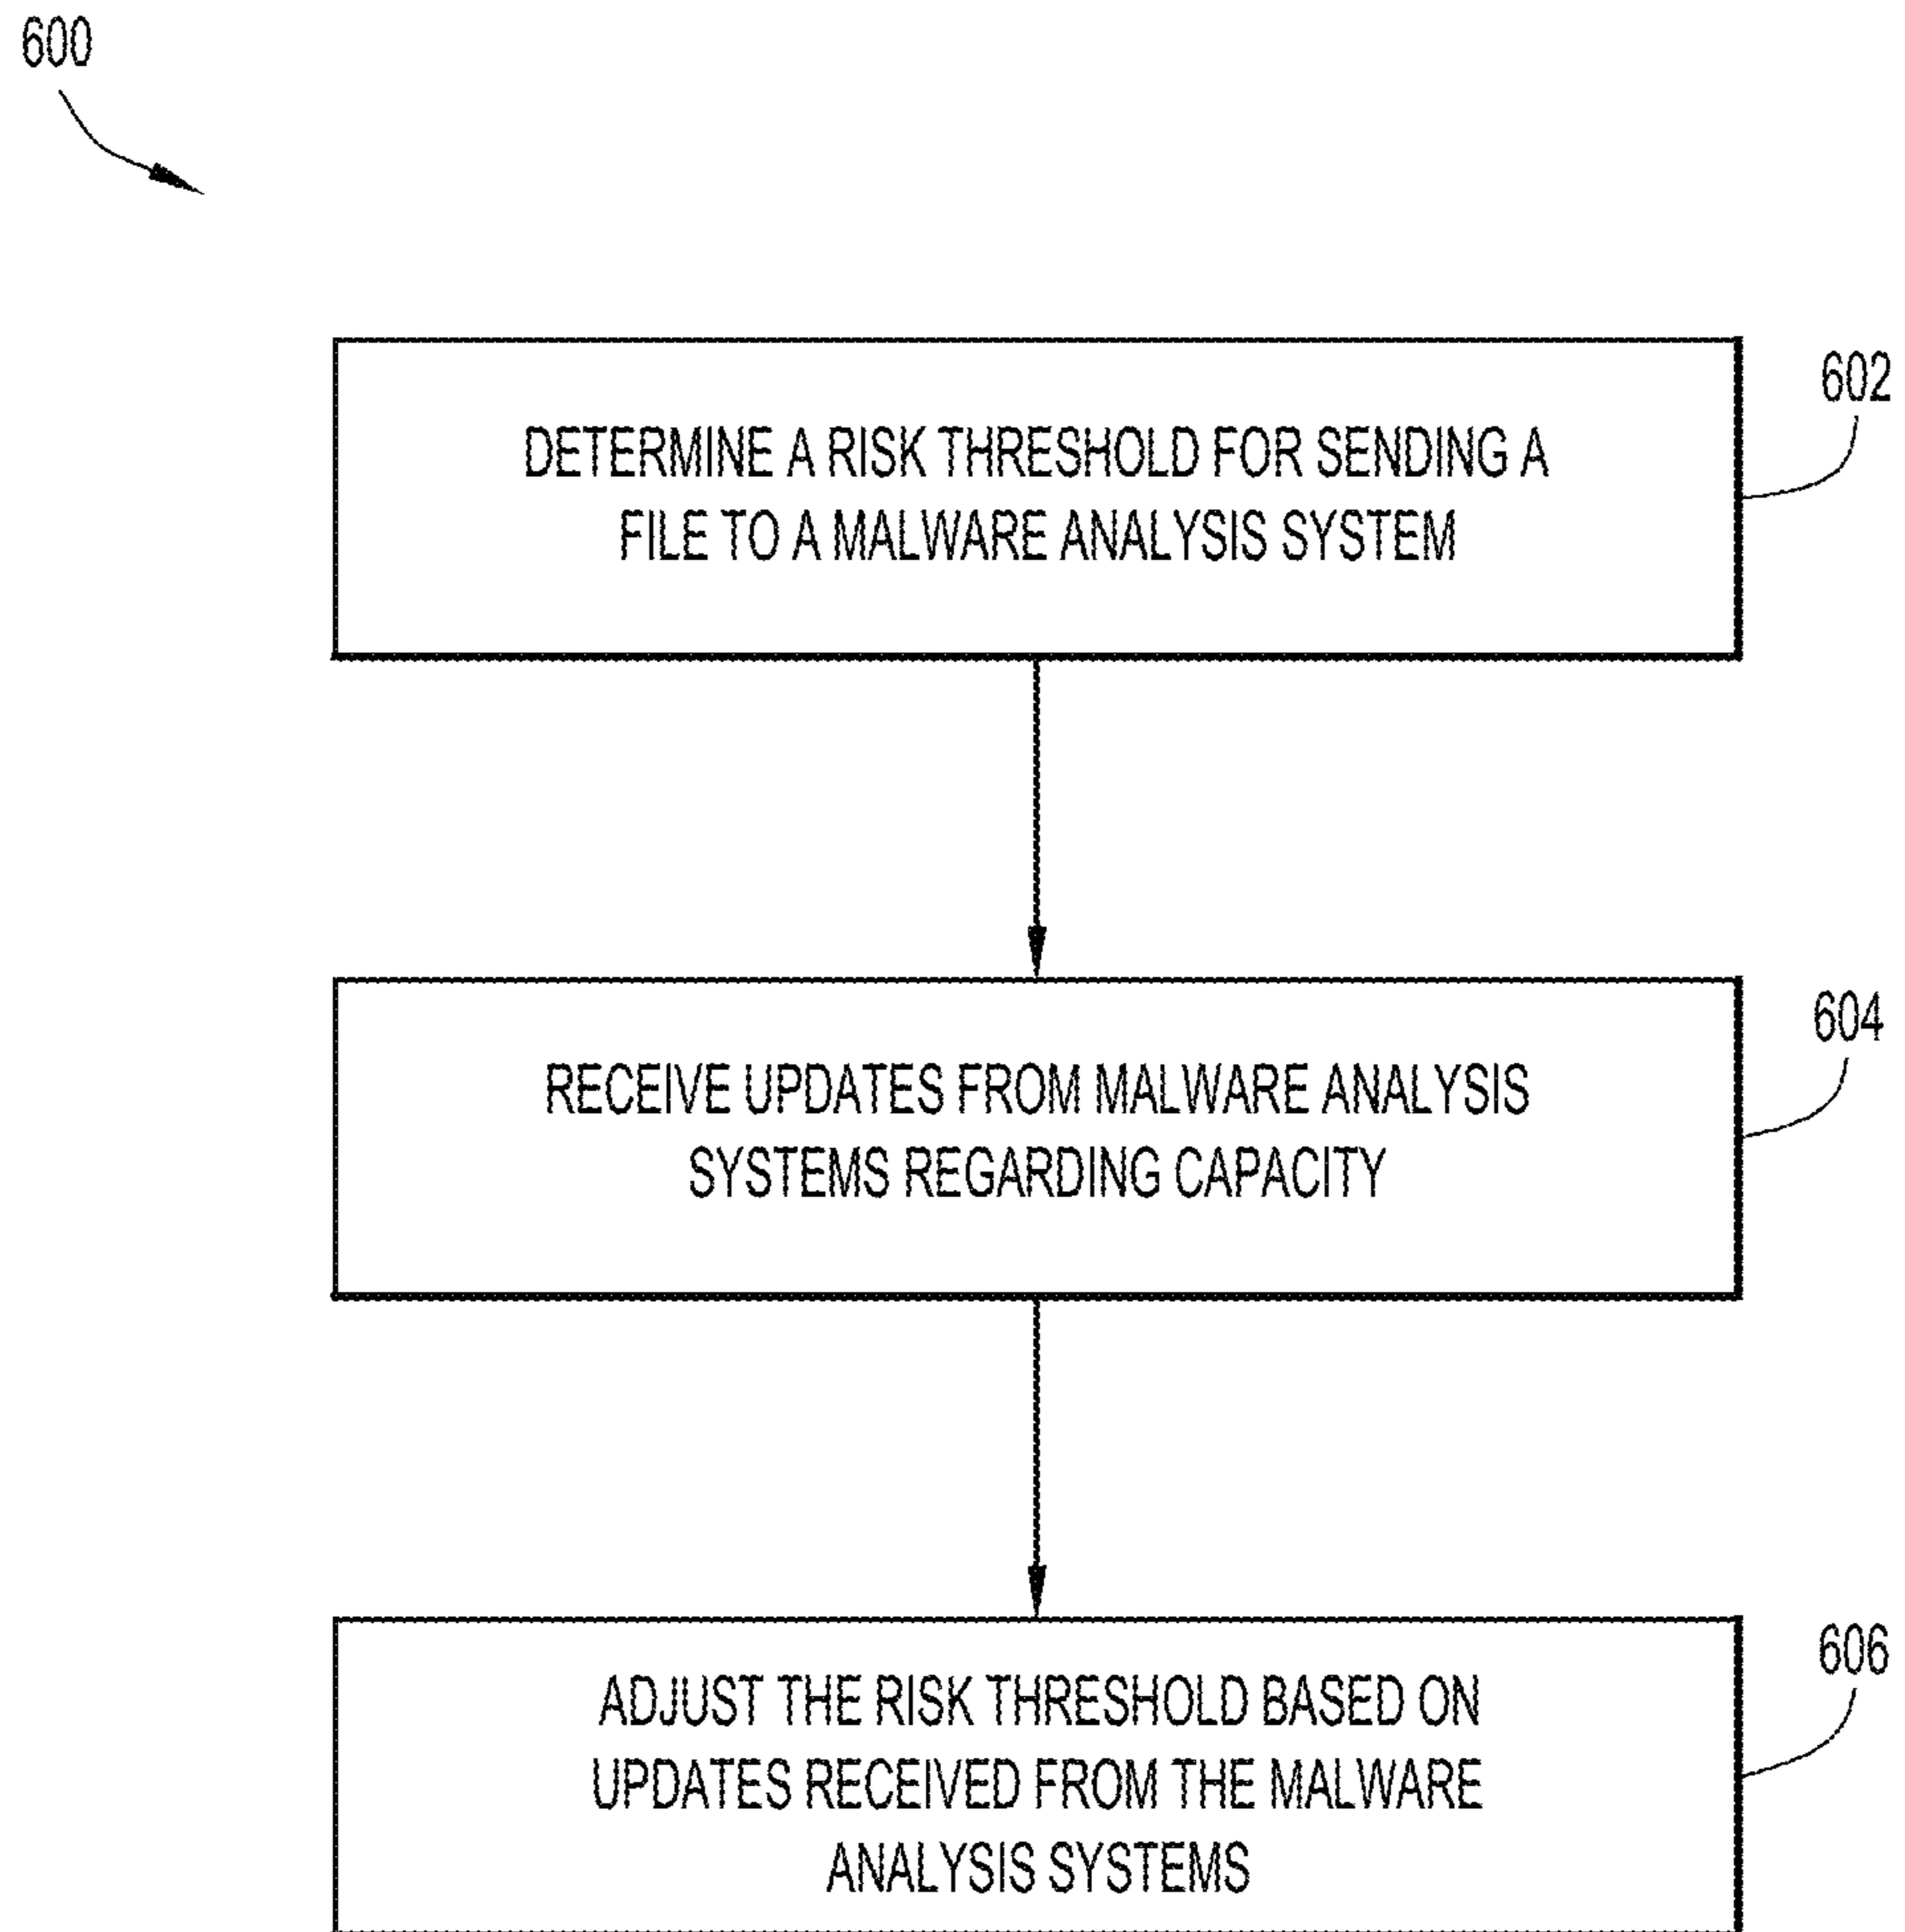 600
602
DETERMINE A RISK THRESHOLD FOR SENDING A
FILE TO A MALWARE ANALYSIS SYSTEM
604
RECEIVE UPDATES FROM MALWARE ANALYSIS
SYSTEMS REGARDING CAPACITY
606
ADJUST THE RISK THRESHOLD BASED ON
UPDATES RECEIVED FROM THE MALWARE
ANALYSIS SYSTEMS